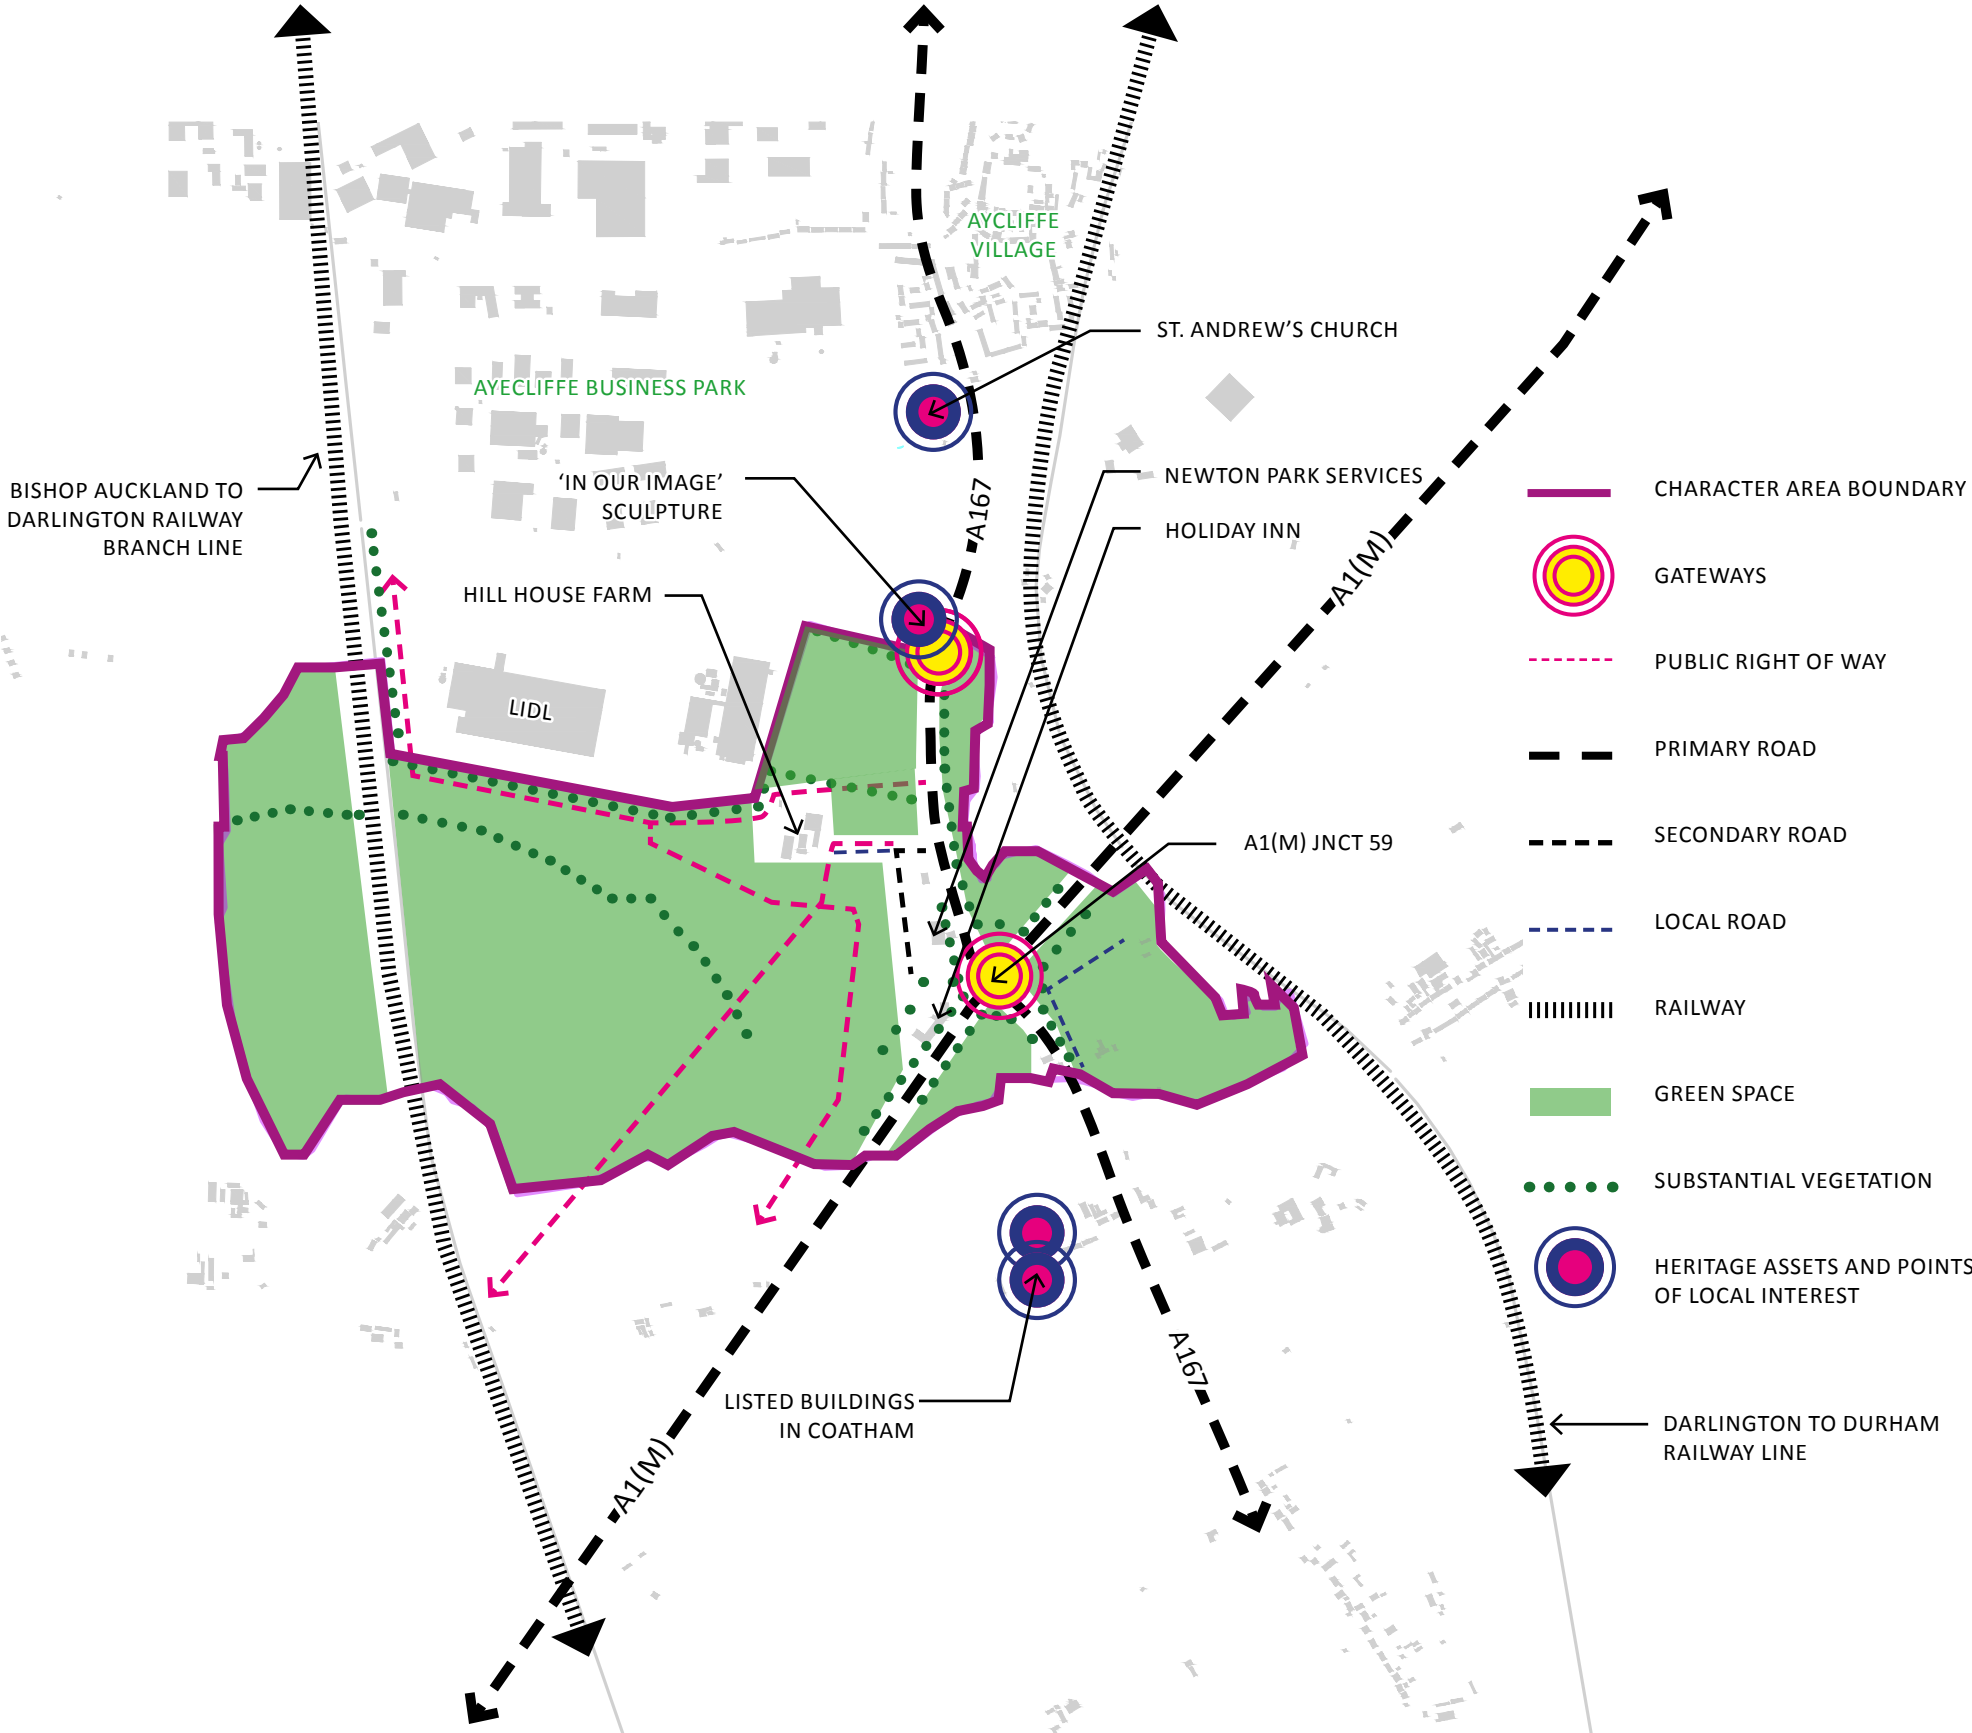 AYCLIFFE
VILLAGE
ST. ANDREW'S CHURCH
AYECLIFFE BUSINESS PARK
NEWTON PARK SERVICES
BISHOP AUCKLAND TO
DARLINGTON RAILWAY
BRANCH LINE
'IN OUR IMAGE'
SCULPTURE
A167
HOLIDAY INN
A1(M)
HILL HOUSE FARM
LIDL
A1(M) JNCT 59
LISTED BUILDINGS
IN COATHAM
A167
A1(M)
DARLINGTON TO DURHAM
RAILWAY LINE
CHARACTER AREA BOUNDARY
GATEWAYS
PUBLIC RIGHT OF WAY
PRIMARY ROAD
SECONDARY ROAD
LOCAL ROAD
RAILWAY
GREEN SPACE
SUBSTANTIAL VEGETATION
HERITAGE ASSETS AND POINTS
OF LOCAL INTEREST